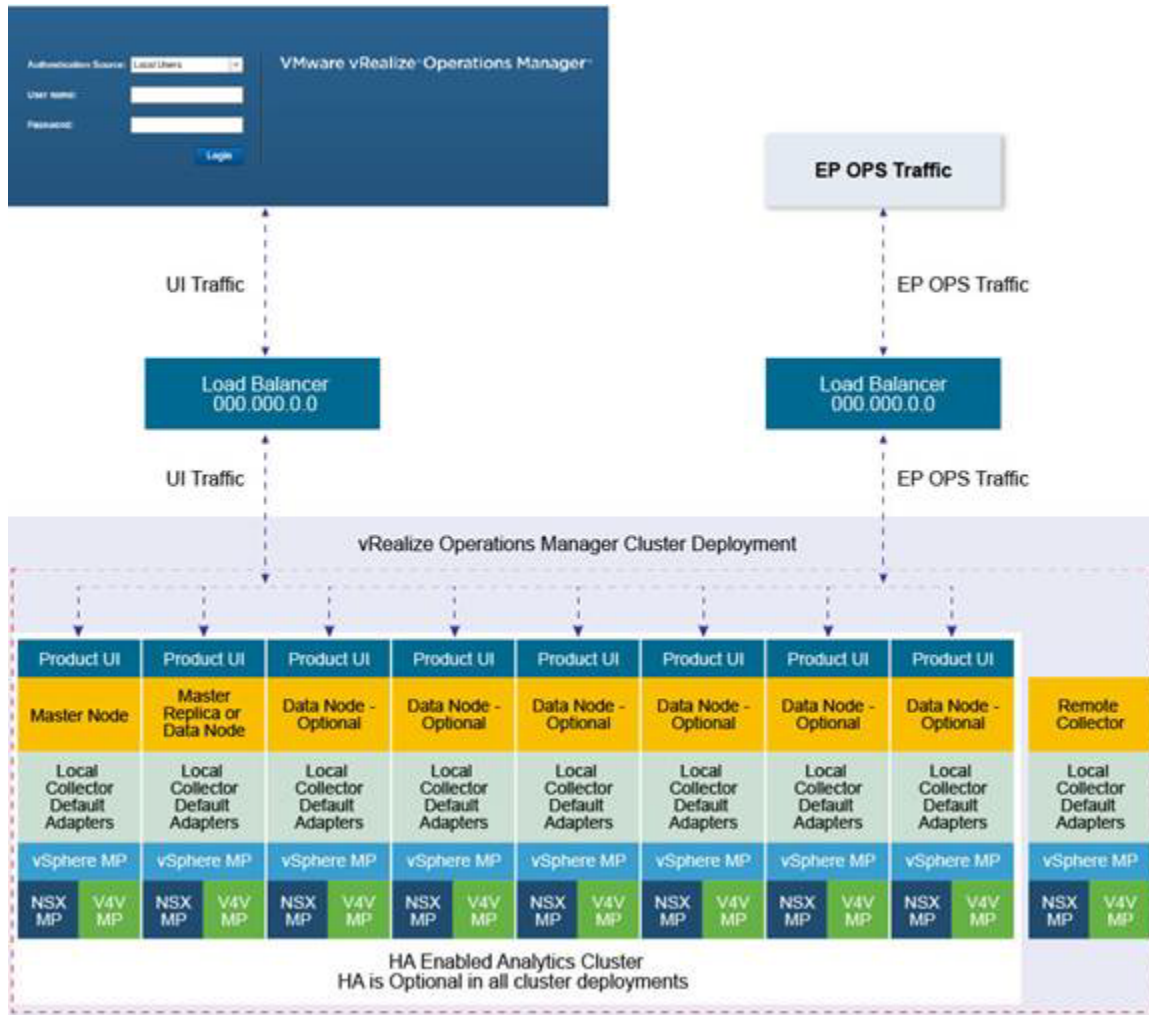 Authentication Source: Local Users
VMware vRealize™ Operations Manager™
User name:
Password:
Login
EP OPS Traffic
UI Traffic
EP OPS Traffic
Load Balancer
000.000.0.0
Load Balancer
000.000.0.0
UI Traffic
EP OPS Traffic
vRealize Operations Manager Cluster Deployment
Product UI
Product UI
Product UI
Product UI
Product UI
Product UI
Product UI
Product UI
Master Node
Master
Replica or
Data Node
Data Node -
Optional
Data Node -
Optional
Data Node -
Optional
Data Node -
Optional
Data Node -
Optional
Data Node -
Optional
Remote
Collector
Local
Collector
Default
Adapters
Local
Collector
Default
Adapters
Local
Collector
Default
Adapters
Local
Collector
Default
Adapters
Local
Collector
Default
Adapters
Local
Collector
Default
Adapters
Local
Collector
Default
Adapters
Local
Collector
Default
Adapters
Local
Collector
Default
Adapters
vSphere MP
vSphere MP
vSphere MP
vSphere MP
vSphere MP
vSphere MP
vSphere MP
vSphere MP
vSphere MP
NSX
MP
V4V
MP
NSX
MP
V4V
MP
NSX
MP
V4V
MP
NSX
MP
V4V
MP
NSX
MP
V4V
MP
NSX
MP
V4V
MP
NSX
MP
V4V
MP
NSX
MP
V4V
MP
NSX
MP
V4V
MP
HA Enabled Analytics Cluster
HA is Optional in all cluster deployments